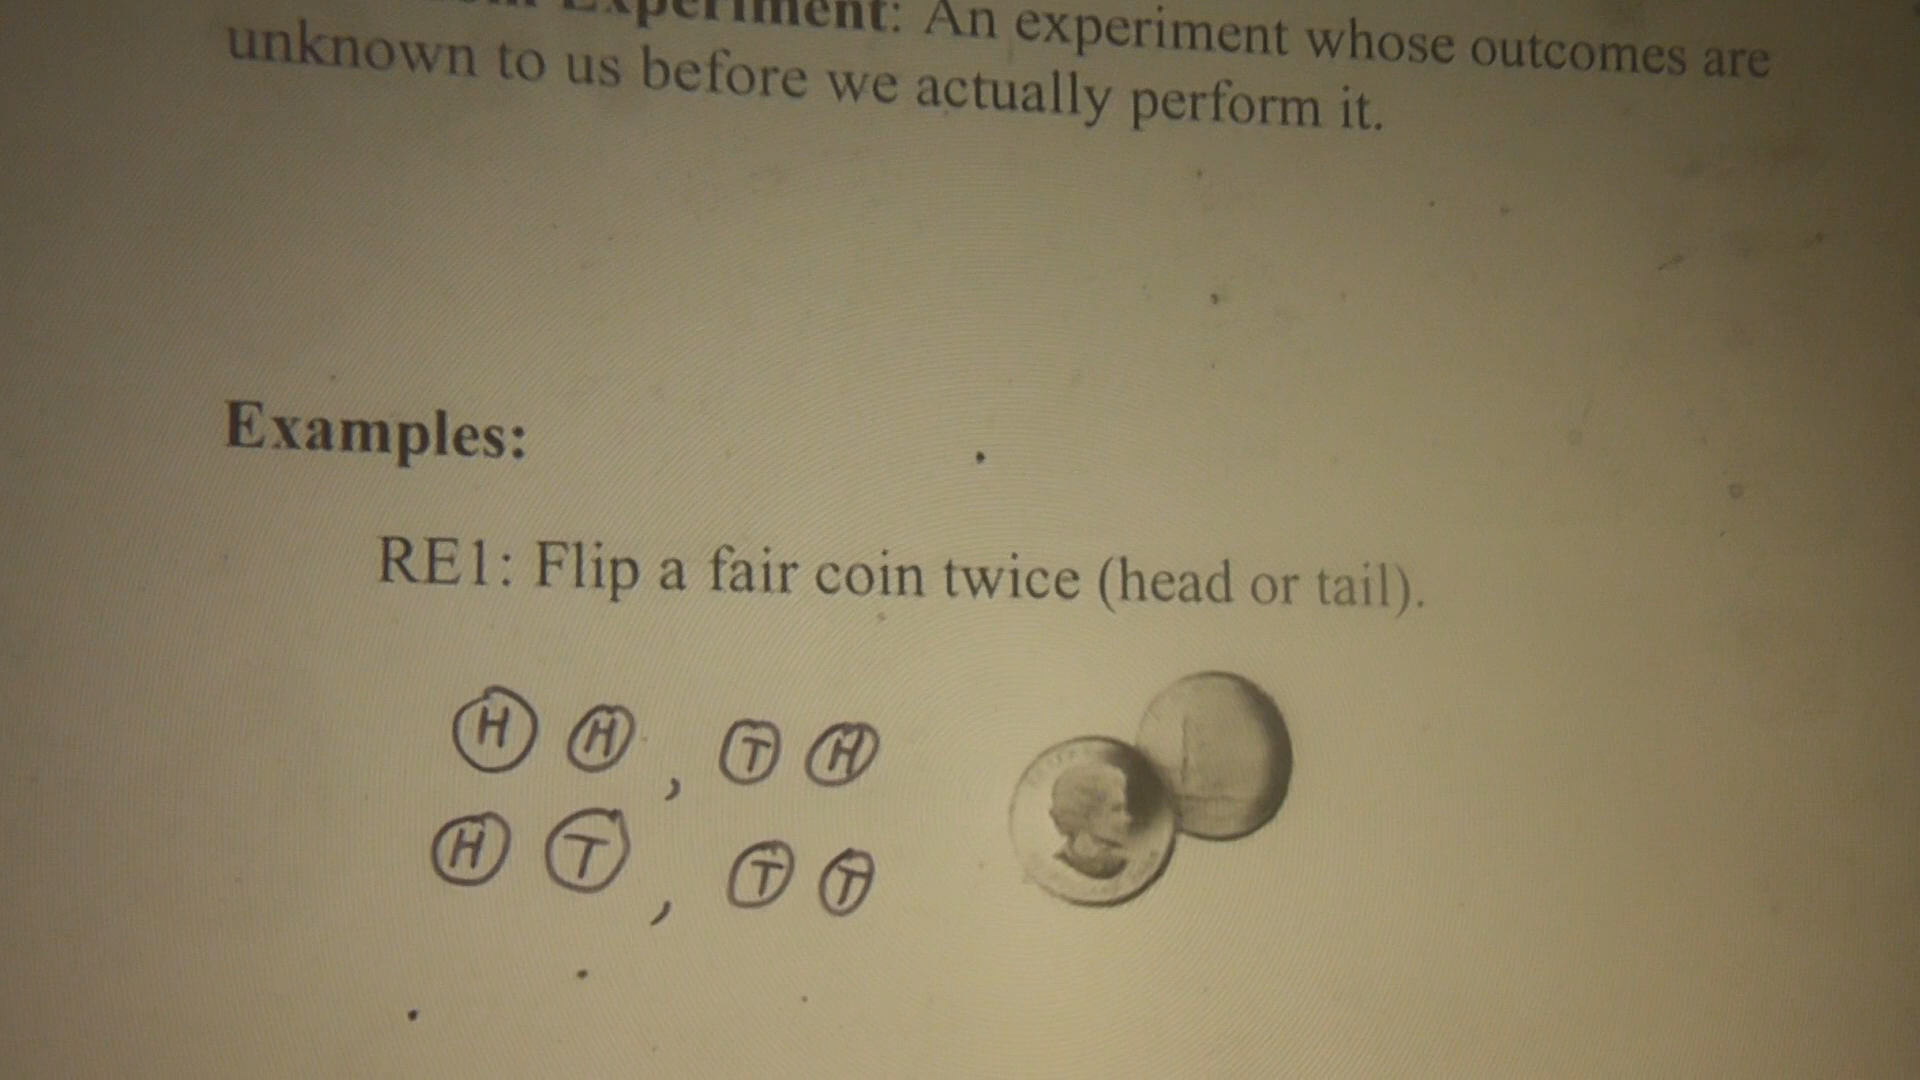 Experiment: An experiment whose outcomes are
unknown to us before we actually perform it.
Examples:
RE1: Flip a fair coin twice (head or tail).
H H , T H
H T , T T